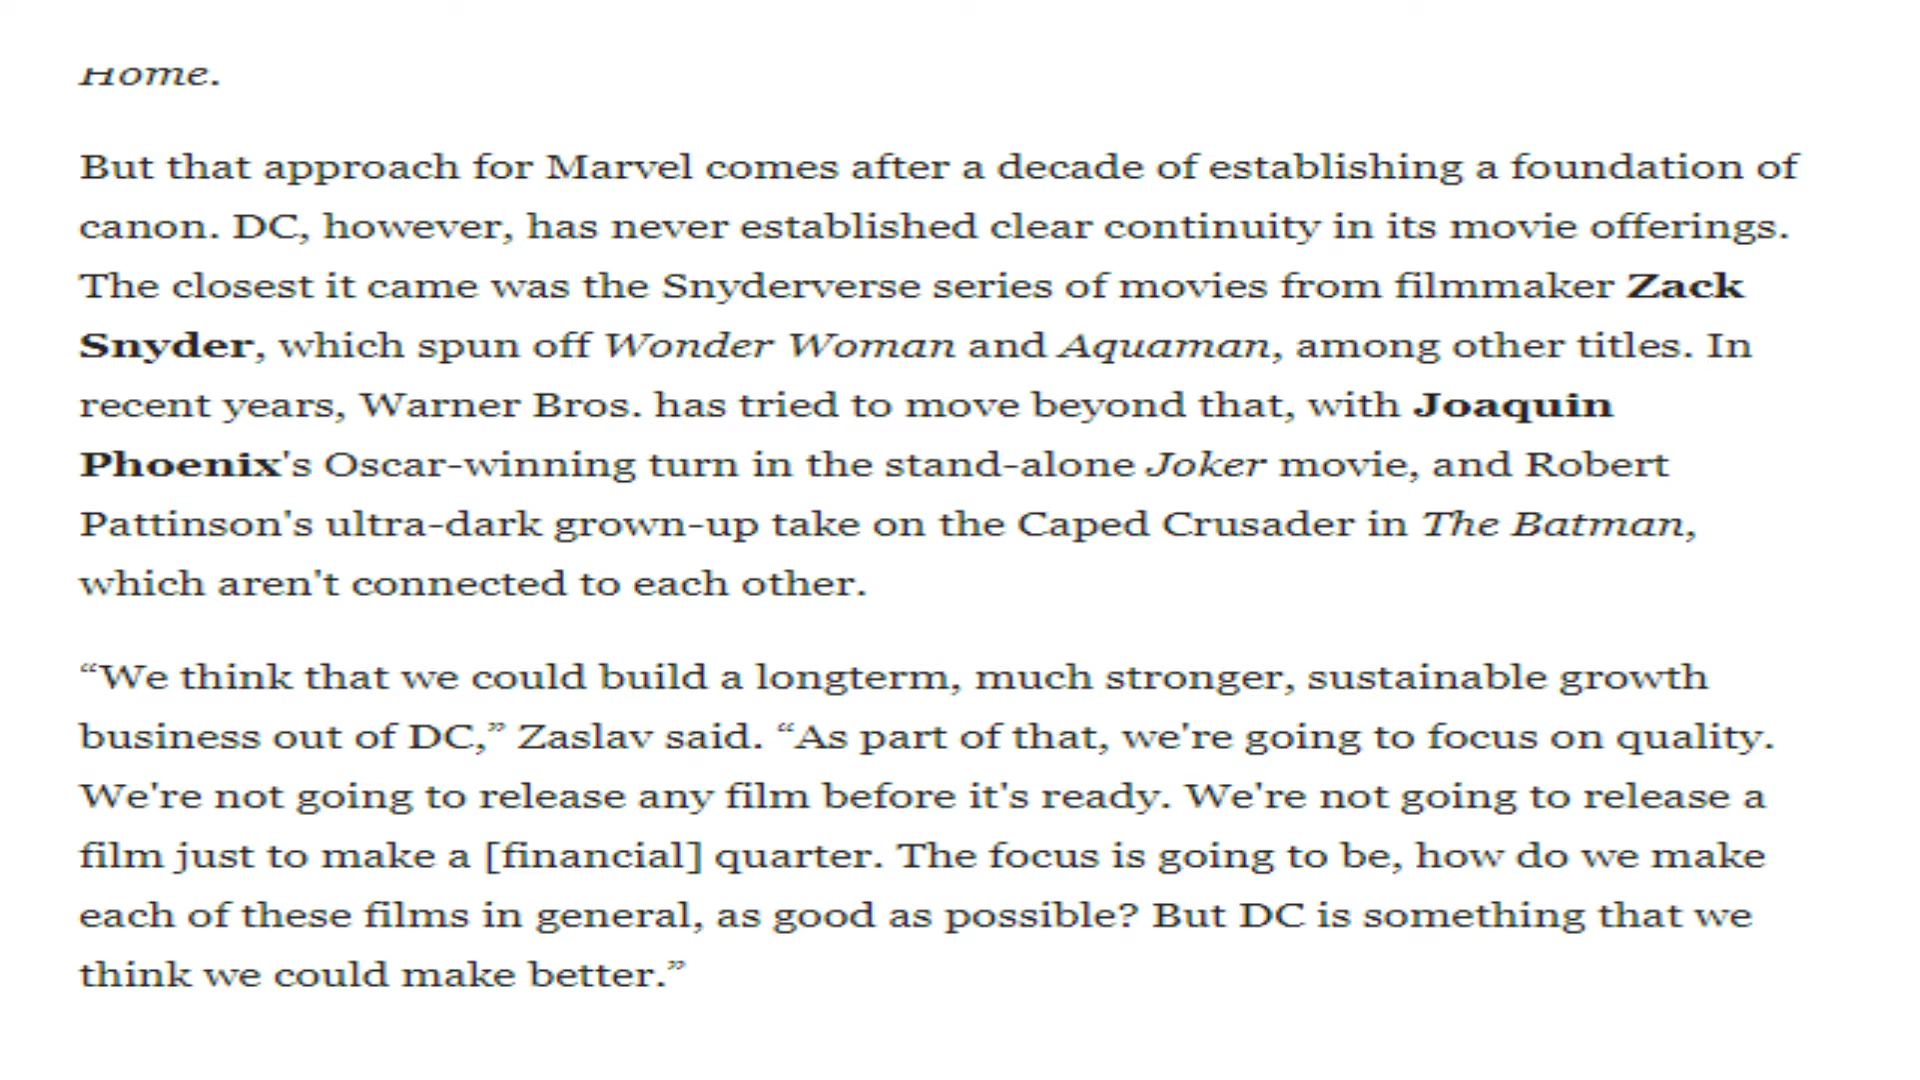 Home.
But that approach for Marvel comes after a decade of establishing a foundation of
canon. DC, however, has never established clear continuity in its movie offerings.
The closest it came was the Snyderverse series of movies from filmmaker Zack
Snyder, which spun off Wonder Woman and Aquaman, among other titles. In
recent years, Warner Bros. has tried to move beyond that, with Joaquin
Phoenix's Oscar-winning turn in the stand-alone Joker movie, and Robert
Pattinson's ultra-dark grown-up take on the Caped Crusader in The Batman,
which aren't connected to each other.
“We think that we could build a longterm, much stronger, sustainable growth
business out of DC,” Zaslav said. “As part of that, we're going to focus on quality.
We're not going to release any film before it's ready. We're not going to release a
film just to make a [financial] quarter. The focus is going to be, how do we make
each of these films in general, as good as possible? But DC is something that we
think we could make better.”